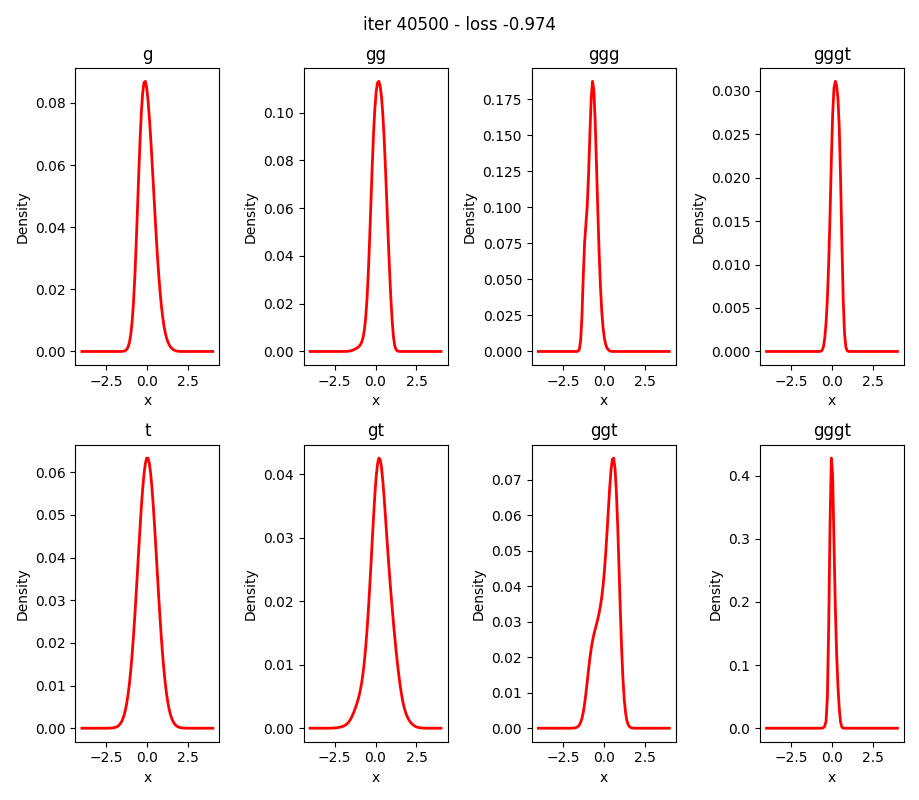 iter 40500 - loss -0.974
g
gg
ggg
gggt
0.08
0.06
0.04
0.02
0.00
Density
−2.5 0.0 2.5
x
0.10
0.08
0.06
0.04
0.02
0.00
Density
−2.5 0.0 2.5
x
0.175
0.150
0.125
0.100
0.075
0.050
0.025
0.000
Density
−2.5 0.0 2.5
x
0.030
0.025
0.020
0.015
0.010
0.005
0.000
Density
−2.5 0.0 2.5
x
t
gt
ggt
gggt
0.06
0.05
0.04
0.03
0.02
0.01
0.00
Density
−2.5 0.0 2.5
x
0.04
0.03
0.02
0.01
0.00
Density
−2.5 0.0 2.5
x
0.07
0.06
0.05
0.04
0.03
0.02
0.01
0.00
Density
−2.5 0.0 2.5
x
0.4
0.3
0.2
0.1
0.0
Density
−2.5 0.0 2.5
x